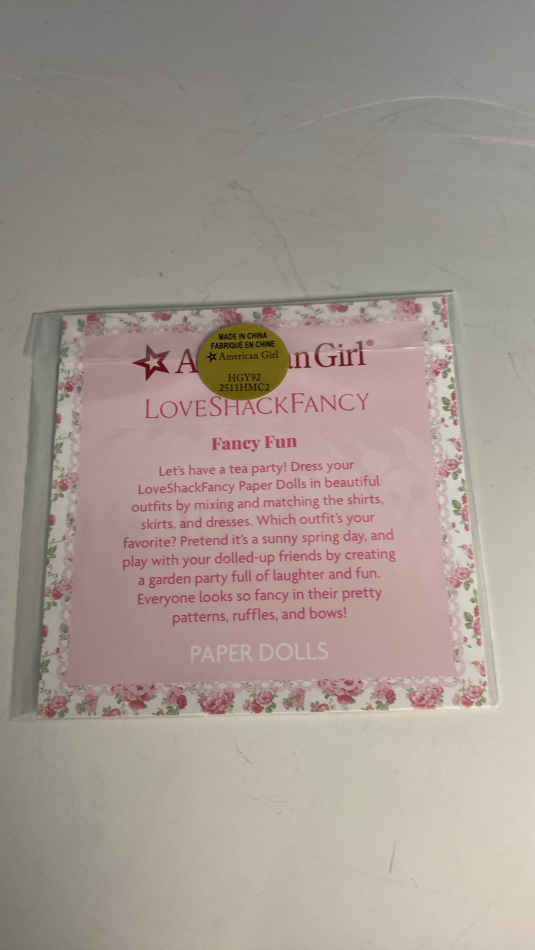 MADE IN CHINA
FABRIQUÉ EN CHINE
American Girl
HGY92
2511HMC2
A n Girl®
LOVESHACKFANCY
Fancy Fun
Let's have a tea party! Dress your
LoveShackFancy Paper Dolls in beautiful
outfits by mixing and matching the shirts,
skirts, and dresses. Which outfit's your
favorite? Pretend it's a sunny spring day, and
play with your dolled-up friends by creating
a garden party full of laughter and fun.
Everyone looks so fancy in their pretty
patterns, ruffles, and bows!
PAPER DOLLS